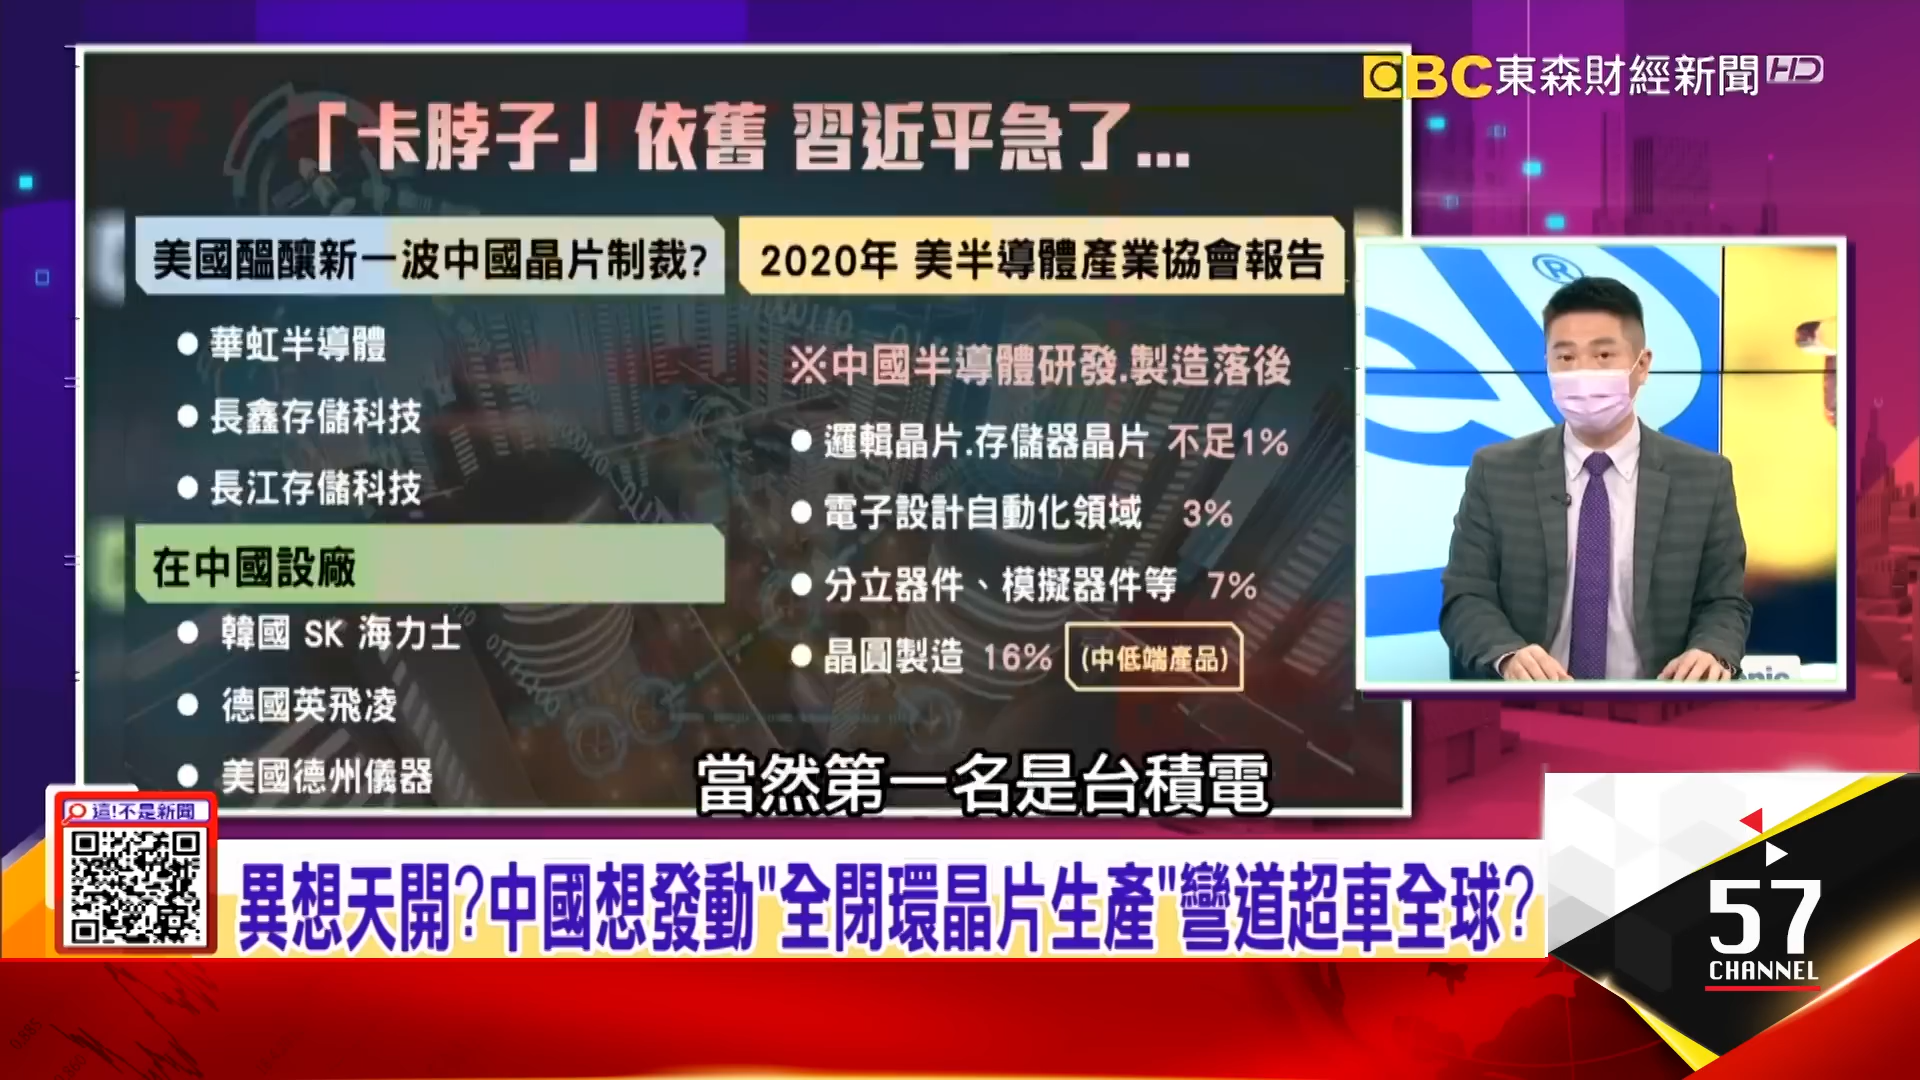 「卡脖子」依舊 習近平急了...
EBC東森財經新聞HD
美國醞釀新一波中國晶片制裁?
華虹半導體
長鑫存儲科技
長江存儲科技
在中國設廠
韓國 SK 海力士
德國英飛凌
美國德州儀器
2020年 美半導體產業協會報告
※中國半導體研發.製造落後
邏輯晶片.存儲器晶片 不足1%
電子設計自動化領域 3%
分立器件、模擬器件等 7%
晶圓製造 16% (中低端產品)
®
當然第一名是台積電
這!不是新聞
異想天開?中國想發動"全閉環晶片生產"彎道超車全球?
57
CHANNEL